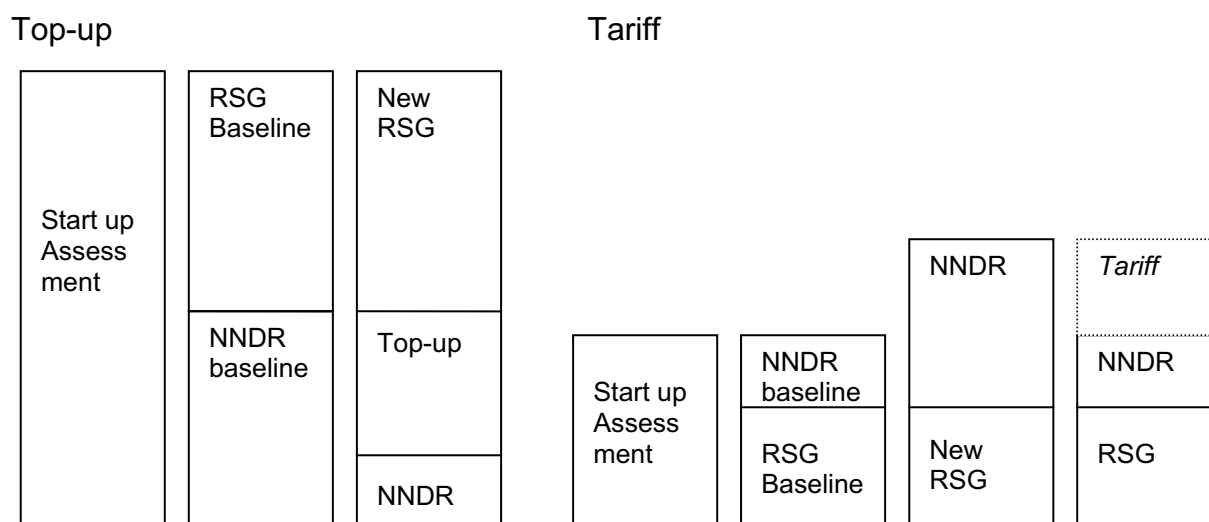 Top-up
Start up
Assess
ment
RSG
Baseline
NNDR
baseline
New
RSG
Top-up
NNDR
Tariff
Start up
Assess
ment
NNDR
baseline
RSG
Baseline
NNDR
New
RSG
Tariff
NNDR
RSG